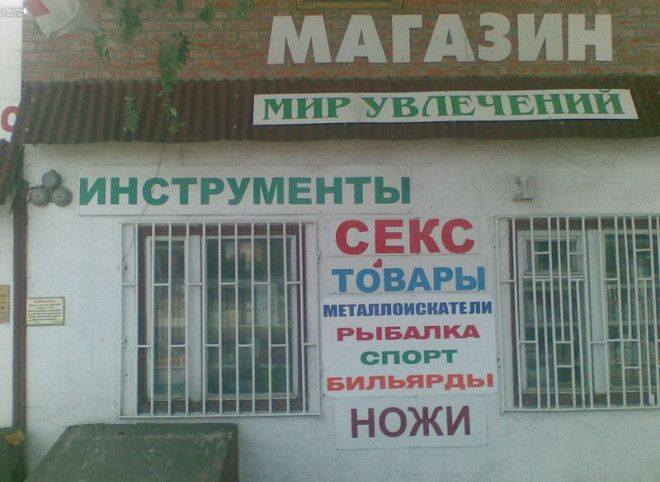 МАГАЗИН
МИР УВЛЕЧЕНИЙ
ИНСТРУМЕНТЫ
СЕКС
ТОВАРЫ
МЕТАЛЛОИСКАТЕЛИ
РЫБАЛКА
СПОРТ
БИЛЬЯРДЫ
НОЖИ